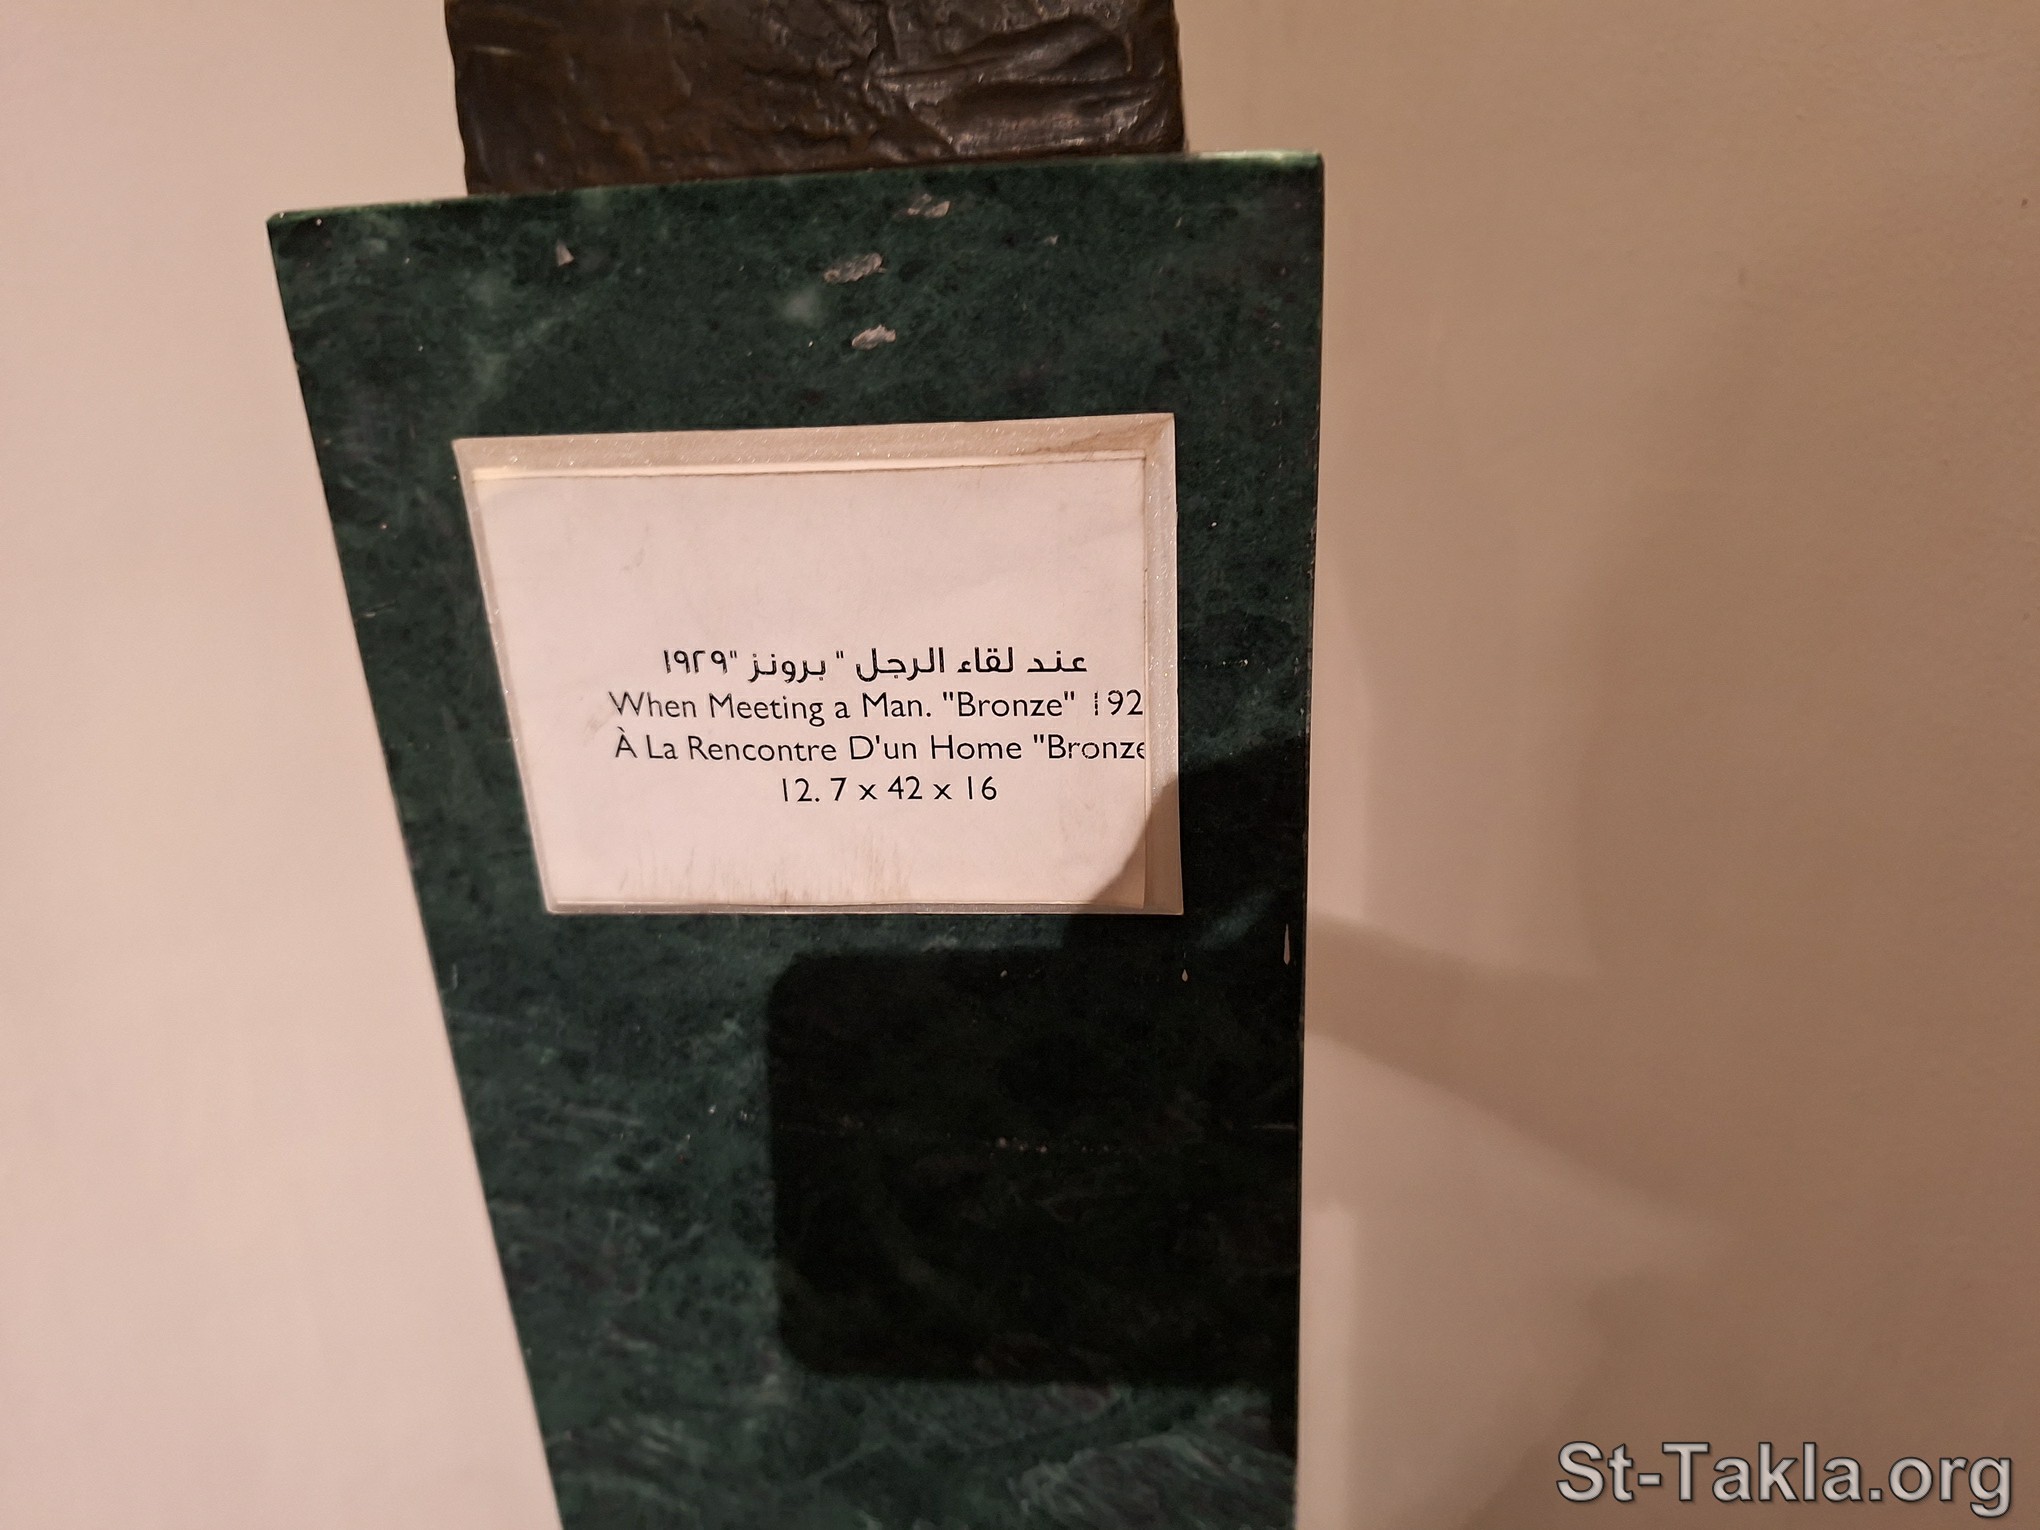 عند لقاء الرجل " برونز "١٩٢٩
When Meeting a Man. "Bronze" 192
À La Rencontre D'un Home "Bronze
12. 7 x 42 x 16
St-Takla.org